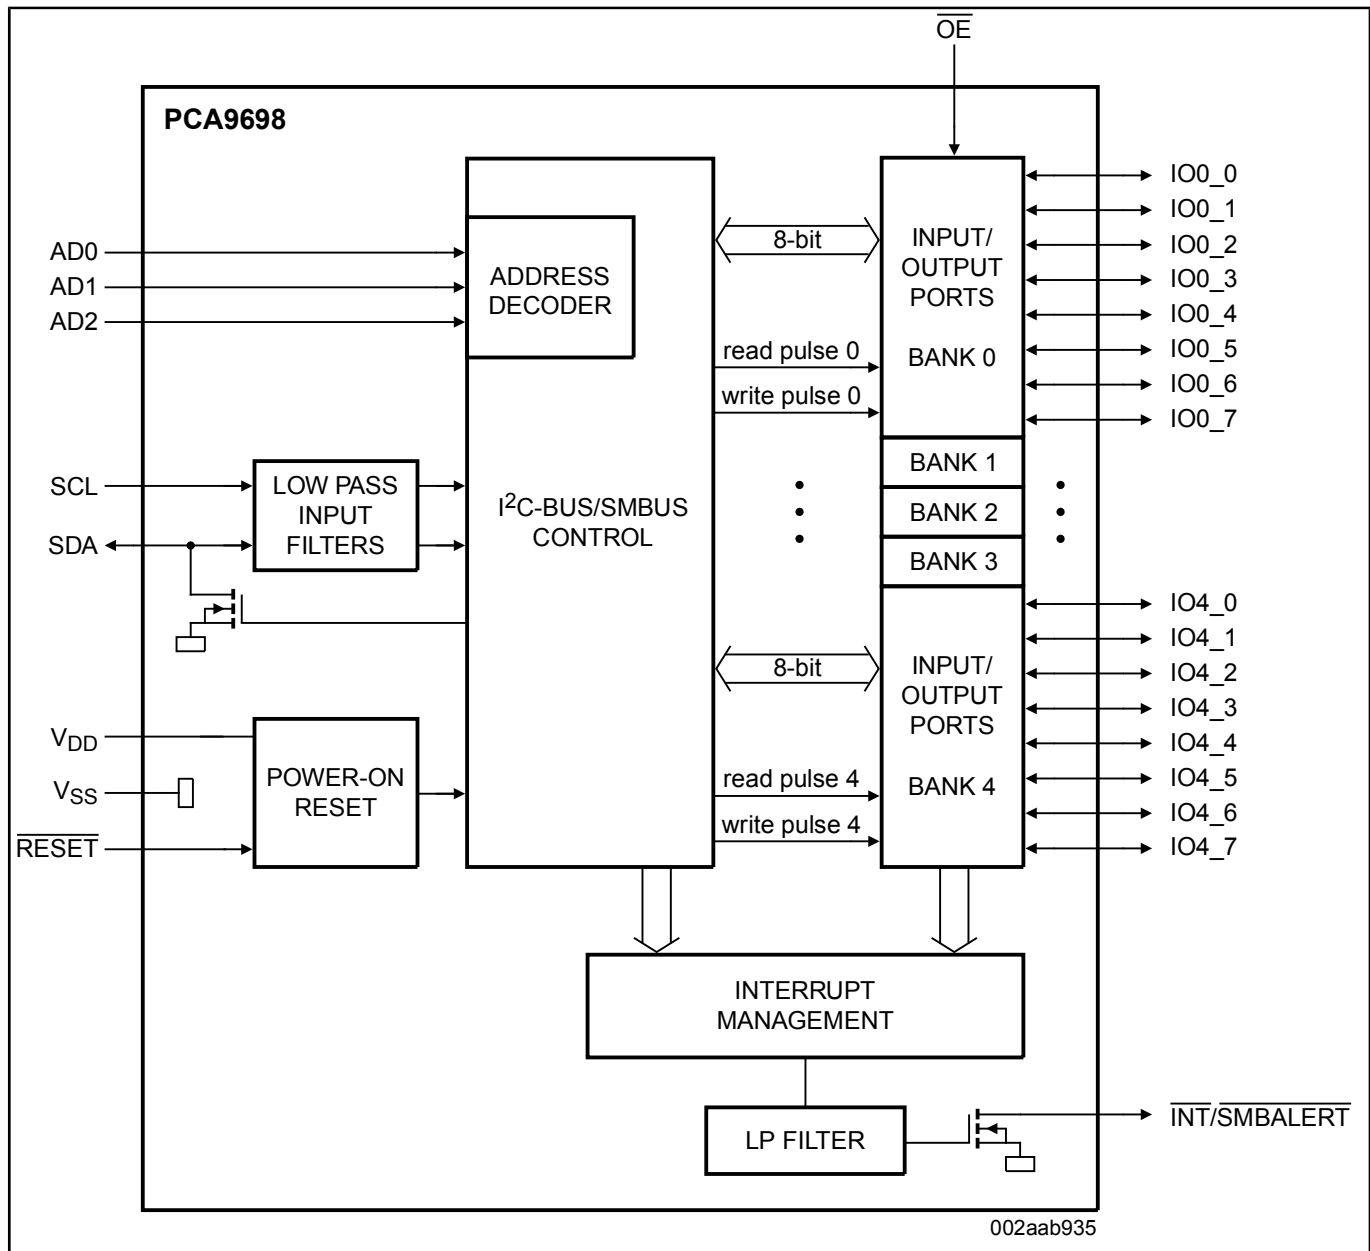 OE
PCA9698
AD0
AD1
AD2
ADDRESS
DECODER
8-bit
INPUT/
OUTPUT
PORTS
BANK 0
read pulse 0
write pulse 0
IO0_0
IO0_1
IO0_2
IO0_3
IO0_4
IO0_5
IO0_6
IO0_7
SCL
SDA
LOW PASS
INPUT
FILTERS
I²C-BUS/SMBUS
CONTROL
BANK 1
BANK 2
BANK 3
8-bit
INPUT/
OUTPUT
PORTS
BANK 4
read pulse 4
write pulse 4
IO4_0
IO4_1
IO4_2
IO4_3
IO4_4
IO4_5
IO4_6
IO4_7
VDD
VSS
RESET
POWER-ON
RESET
INTERRUPT
MANAGEMENT
LP FILTER
INT/SMBALERT
002aab935